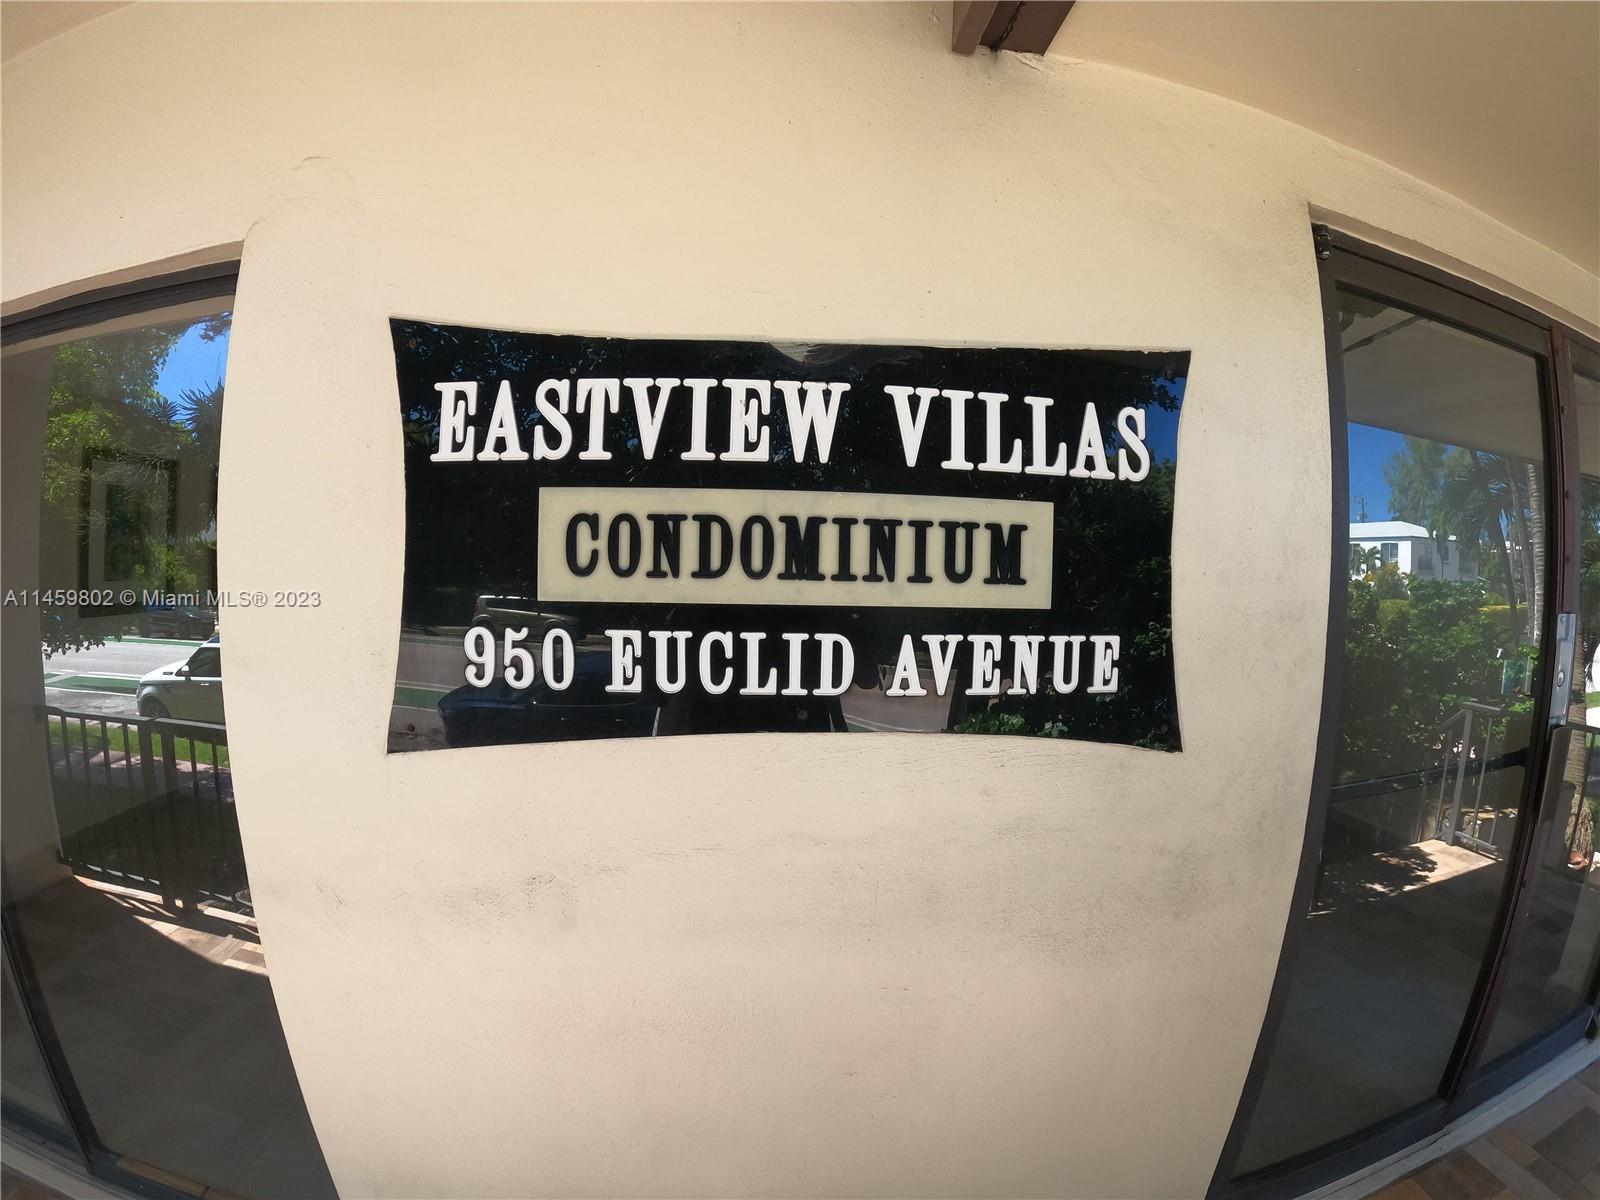 EASTVIEW VILLAS
CONDOMINIUM
A11459802 © Miami MLS® 2023
950 EUCLID AVENUE